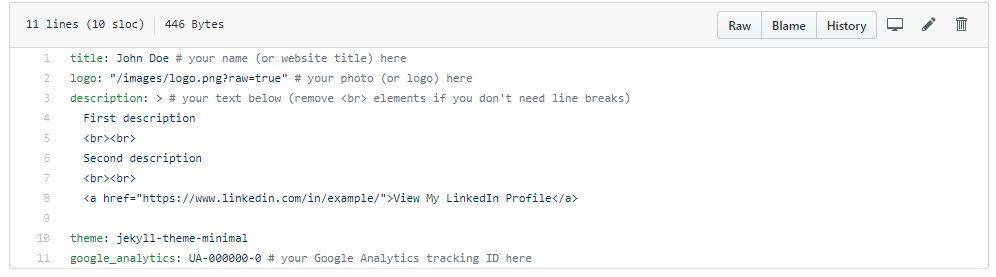 11 lines (10 sloc) 446 Bytes Raw Blame History
1 title: John Doe # your name (or website title) here
2 logo: "/images/logo.png?raw=true" # your photo (or logo) here
3 description: > # your text below (remove <br> elements if you don't need line breaks)
4 First description
5 <br><br>
6 Second description
7 <br><br>
8 <a href="https://www.linkedin.com/in/example/">View My LinkedIn Profile</a>
9
10 theme: jekyll-theme-minimal
11 google_analytics: UA-000000-0 # your Google Analytics tracking ID here